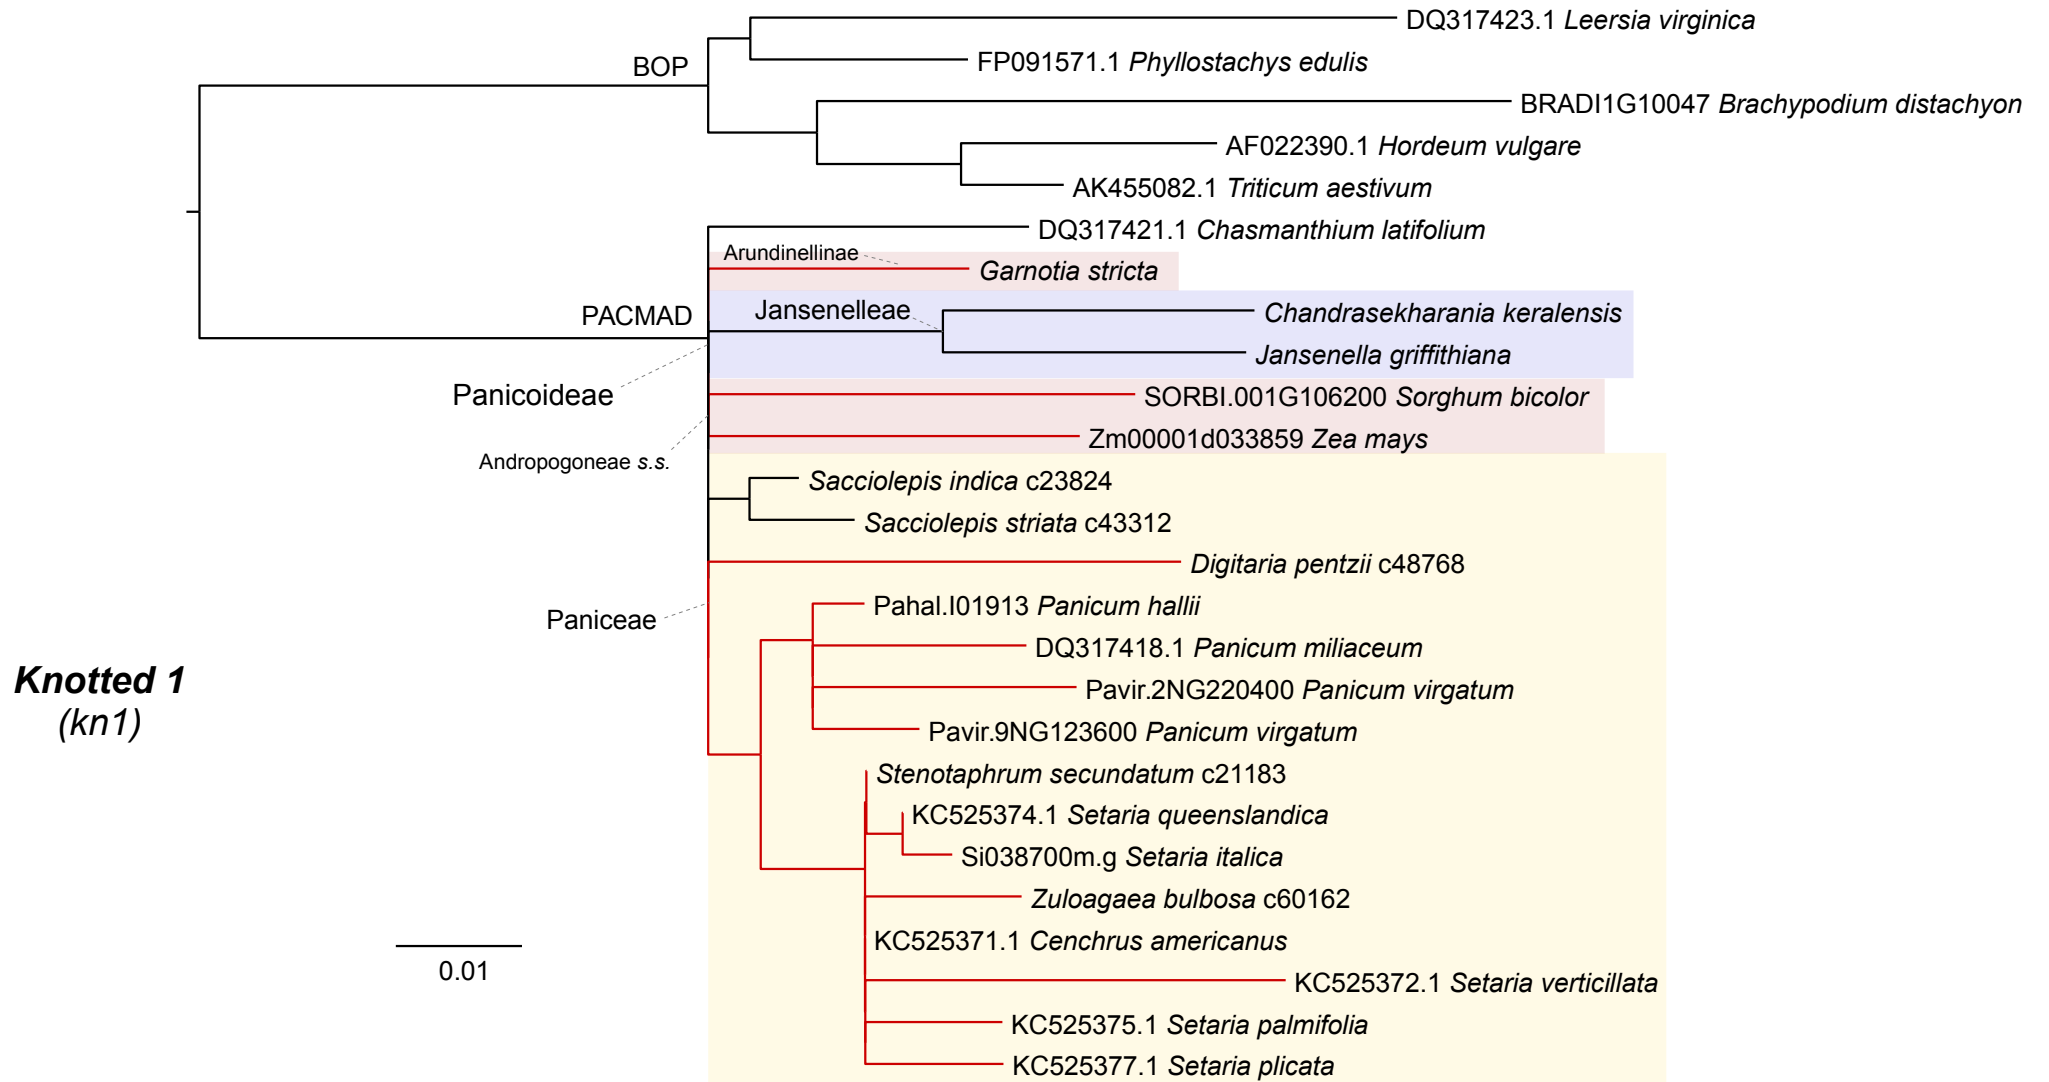 DQ317423.1 Leersia virginica
FP091571.1 Phyllostachys edulis
BOP
BRADI1G10047 Brachypodium distachyon
AF022390.1 Hordeum vulgare
AK455082.1 Triticum aestivum
DQ317421.1 Chasmanthium latifolium
Arundinellinae
Garnotia stricta
PACMAD
Jansenelleae
Chandrasekharania keralensis
Jansenella griffithiana
Panicoideae
SORBI.001G106200 Sorghum bicolor
Zm00001d033859 Zea mays
Andropogoneae s.s.
Sacciolepis indica c23824
Sacciolepis striata c43312
Digitaria pentzii c48768
Paniceae
Pahal.I01913 Panicum hallii
DQ317418.1 Panicum miliaceum
Pavir.2NG220400 Panicum virgatum
Pavir.9NG123600 Panicum virgatum
Knotted 1
(kn1)
Stenotaphrum secundatum c21183
KC525374.1 Setaria queenslandica
Si038700m.g Setaria italica
Zuloagaea bulbosa c60162
KC525371.1 Cenchrus americanus
0.01
KC525372.1 Setaria verticillata
KC525375.1 Setaria palmifolia
KC525377.1 Setaria plicata